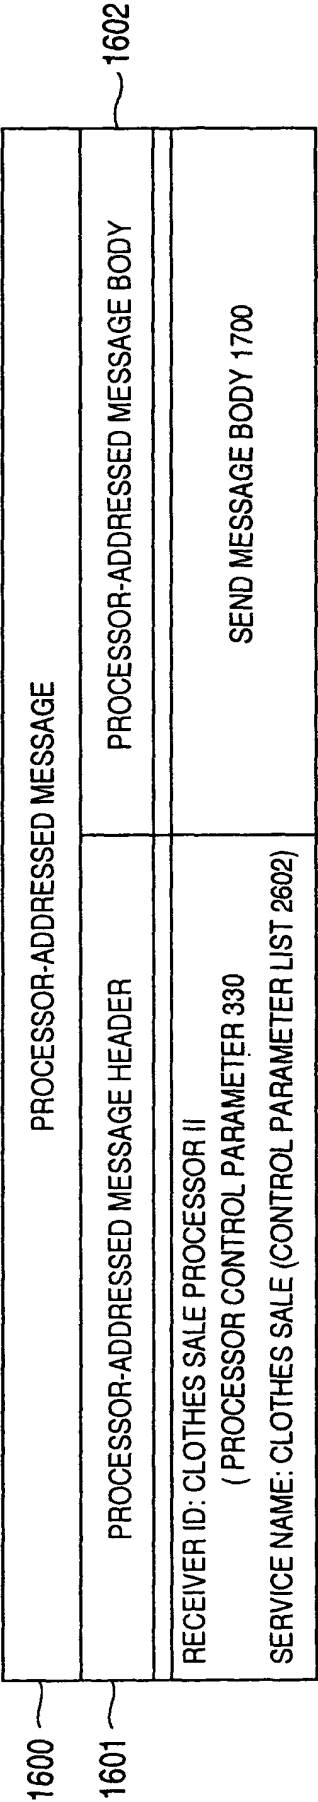 1600
PROCESSOR-ADDRESSED MESSAGE
1601
PROCESSOR-ADDRESSED MESSAGE HEADER
PROCESSOR-ADDRESSED MESSAGE BODY
1602
RECEIVER ID: CLOTHES SALE PROCESSOR II
( PROCESSOR CONTROL PARAMETER 330
SERVICE NAME: CLOTHES SALE (CONTROL PARAMETER LIST 2602)
SEND MESSAGE BODY 1700